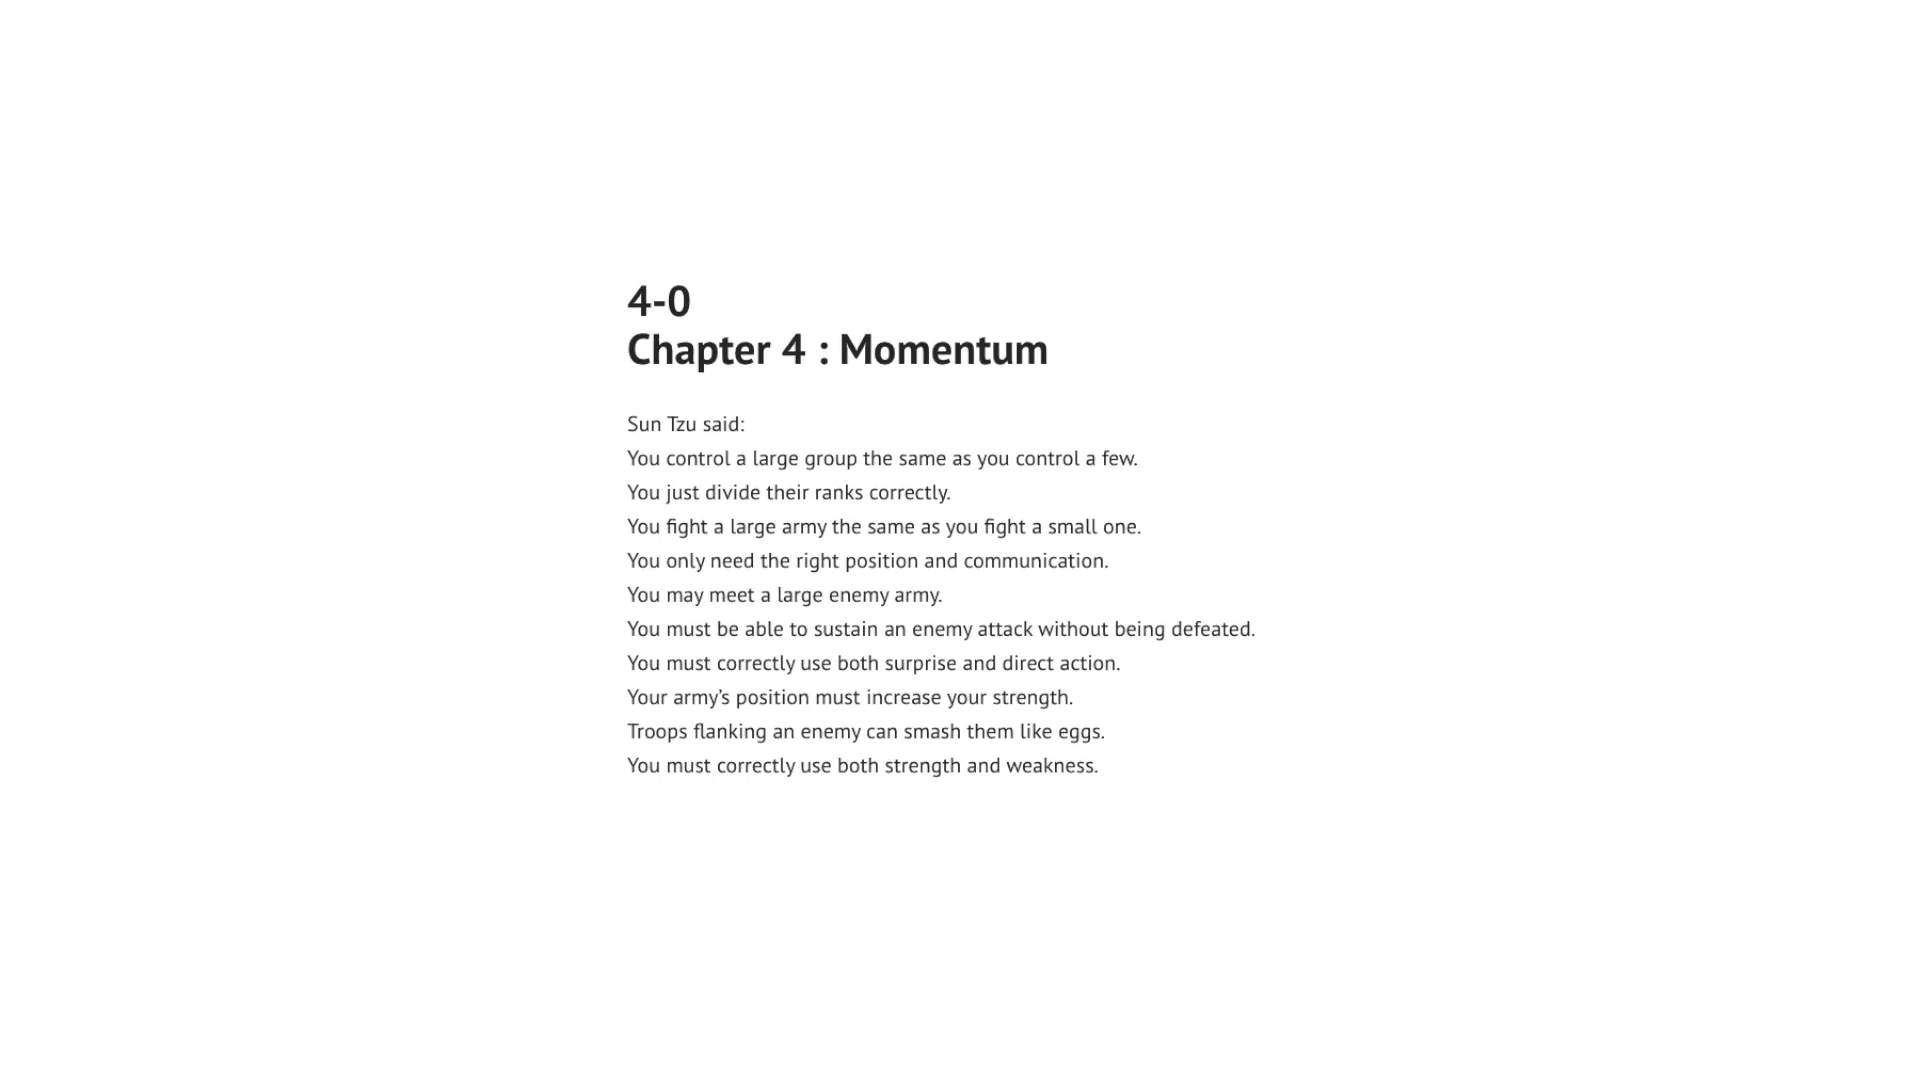 4-0
Chapter 4 : Momentum
Sun Tzu said:
You control a large group the same as you control a few.
You just divide their ranks correctly.
You fight a large army the same as you fight a small one.
You only need the right position and communication.
You may meet a large enemy army.
You must be able to sustain an enemy attack without being defeated.
You must correctly use both surprise and direct action.
Your army’s position must increase your strength.
Troops flanking an enemy can smash them like eggs.
You must correctly use both strength and weakness.